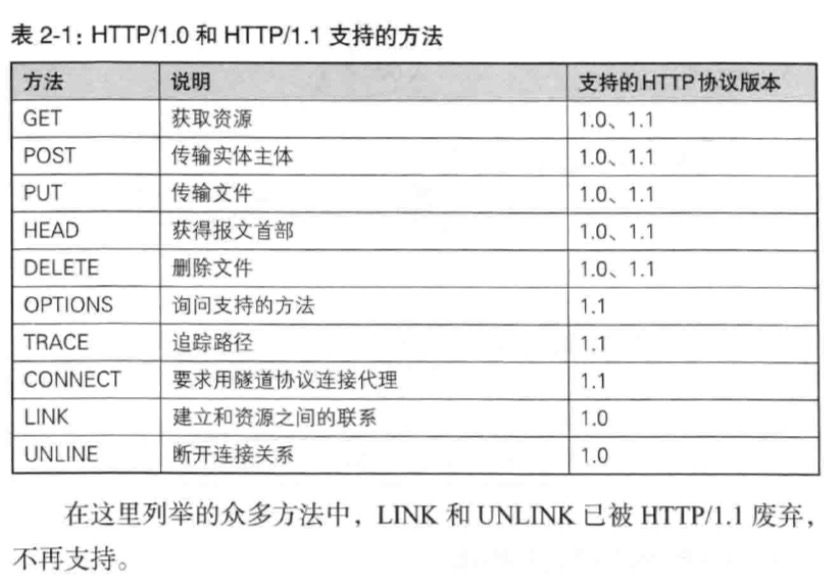 表 2-1：HTTP/1.0 和 HTTP/1.1 支持的方法
方法 说明 支持的HTTP协议版本
GET 获取资源 1.0、1.1
POST 传输实体主体 1.0、1.1
PUT 传输文件 1.0、1.1
HEAD 获得报文首部 1.0、1.1
DELETE 删除文件 1.0、1.1
OPTIONS 询问支持的方法 1.1
TRACE 追踪路径 1.1
CONNECT 要求用隧道协议连接代理 1.1
LINK 建立和资源之间的联系 1.0
UNLINE 断开连接关系 1.0
在这里列举的众多方法中，LINK 和 UNLINK 已被 HTTP/1.1 废弃，
不再支持。